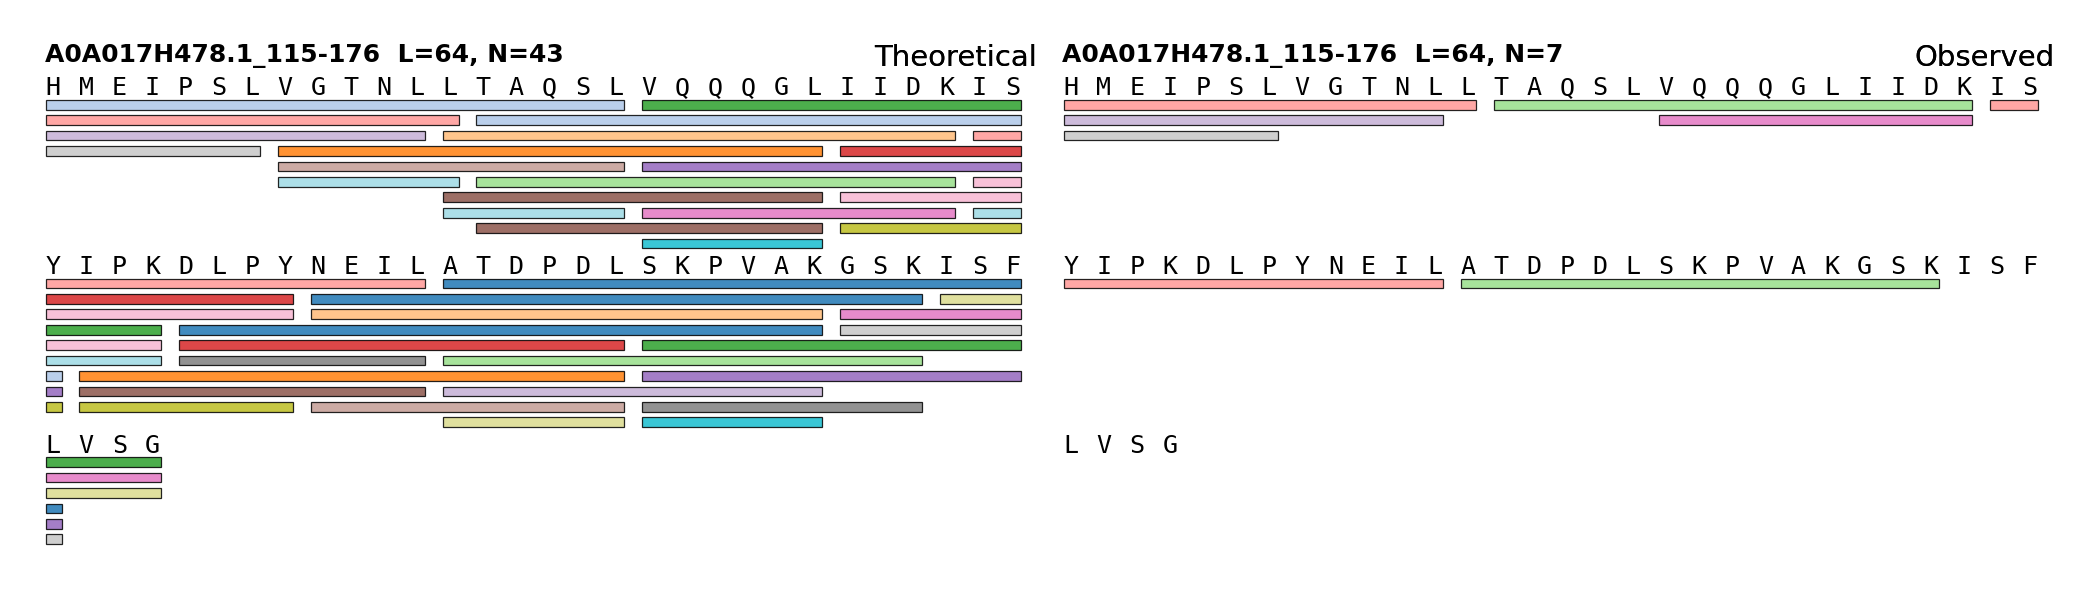 A0A017H478.1_115-176 L=64, N=43 Theoretical
H M E I P S L V G T N L L T A Q S L V Q Q Q G L I I D K I S
Y I P K D L P Y N E I L A T D P D L S K P V A K G S K I S F
L V S G
A0A017H478.1_115-176 L=64, N=7 Observed
H M E I P S L V G T N L L T A Q S L V Q Q Q G L I I D K I S
Y I P K D L P Y N E I L A T D P D L S K P V A K G S K I S F
L V S G